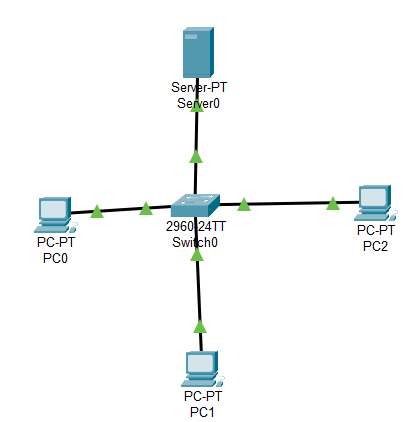 Server-PT
Server0
PC-PT
PC0
2960-24TT
Switch0
PC-PT
PC2
PC-PT
PC1